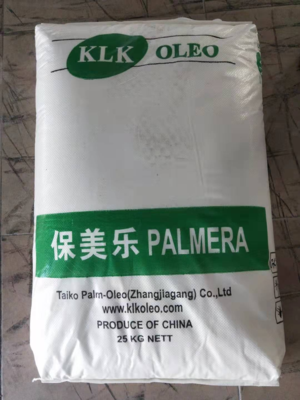 KLK OLEO
保美乐 PALMERA
Taiko Palm-Oleo(Zhangjiagang) Co.,Ltd
www.klkoleo.com
PRODUCE OF CHINA
25 KG NETT